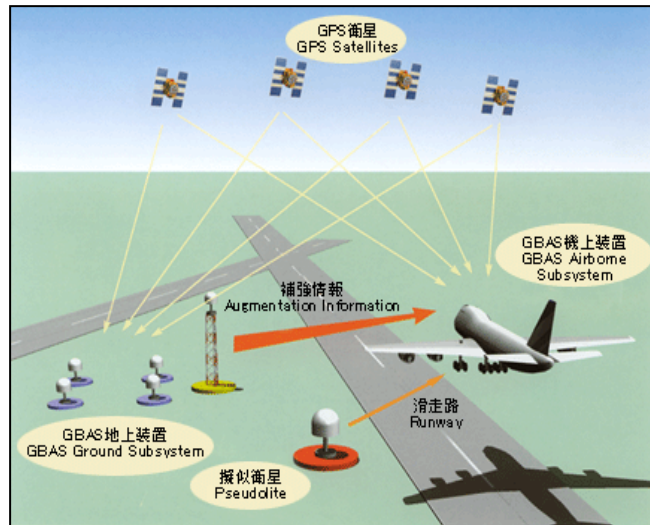 GPS衛星
GPS Satellites
GBAS機上装置
GBAS Airborne
Subsystem
補強情報
Augmentation Information
滑走路
Runway
GBAS地上装置
GBAS Ground Subsystem
擬似衛星
Pseudolite